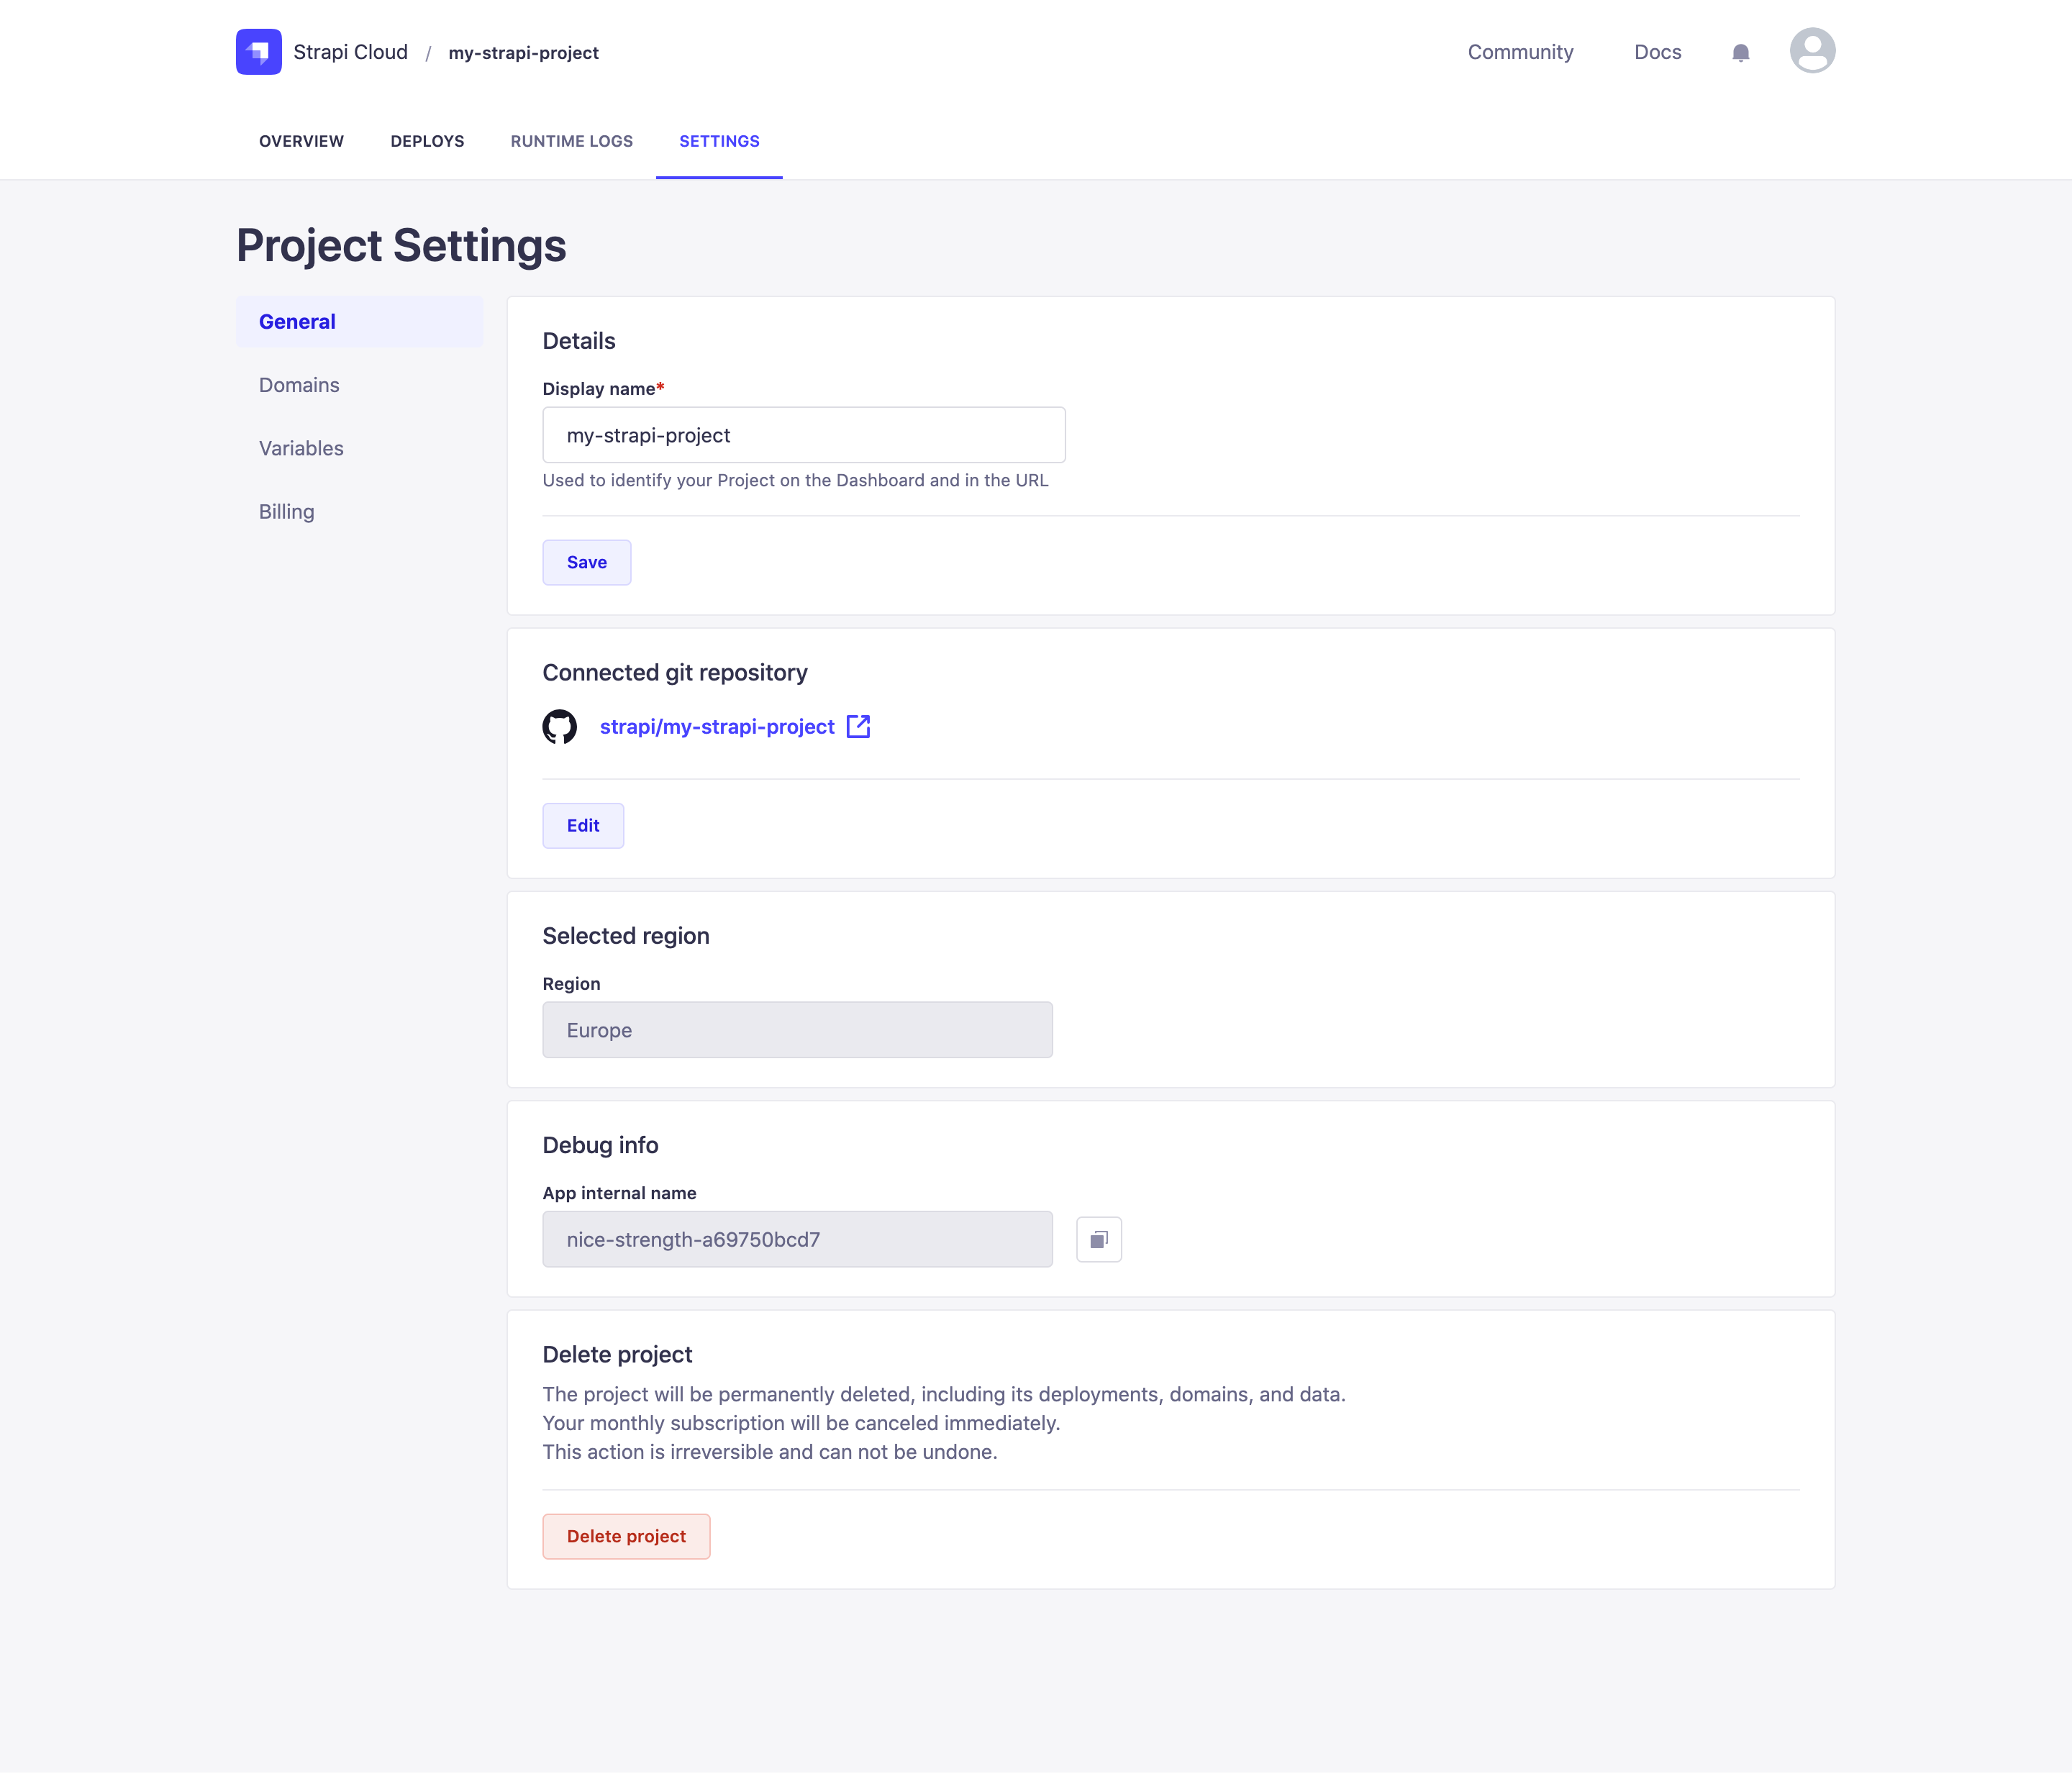 Strapi Cloud / my-strapi-project
Community
Docs
OVERVIEW
DEPLOYS
RUNTIME LOGS
SETTINGS
Project Settings
General
Domains
Variables
Billing
Details
Display name*
my-strapi-project
Used to identify your Project on the Dashboard and in the URL
Save
Connected git repository
strapi/my-strapi-project
Edit
Selected region
Region
Europe
Debug info
App internal name
nice-strength-a69750bcd7
Delete project
The project will be permanently deleted, including its deployments, domains, and data.
Your monthly subscription will be canceled immediately.
This action is irreversible and can not be undone.
Delete project